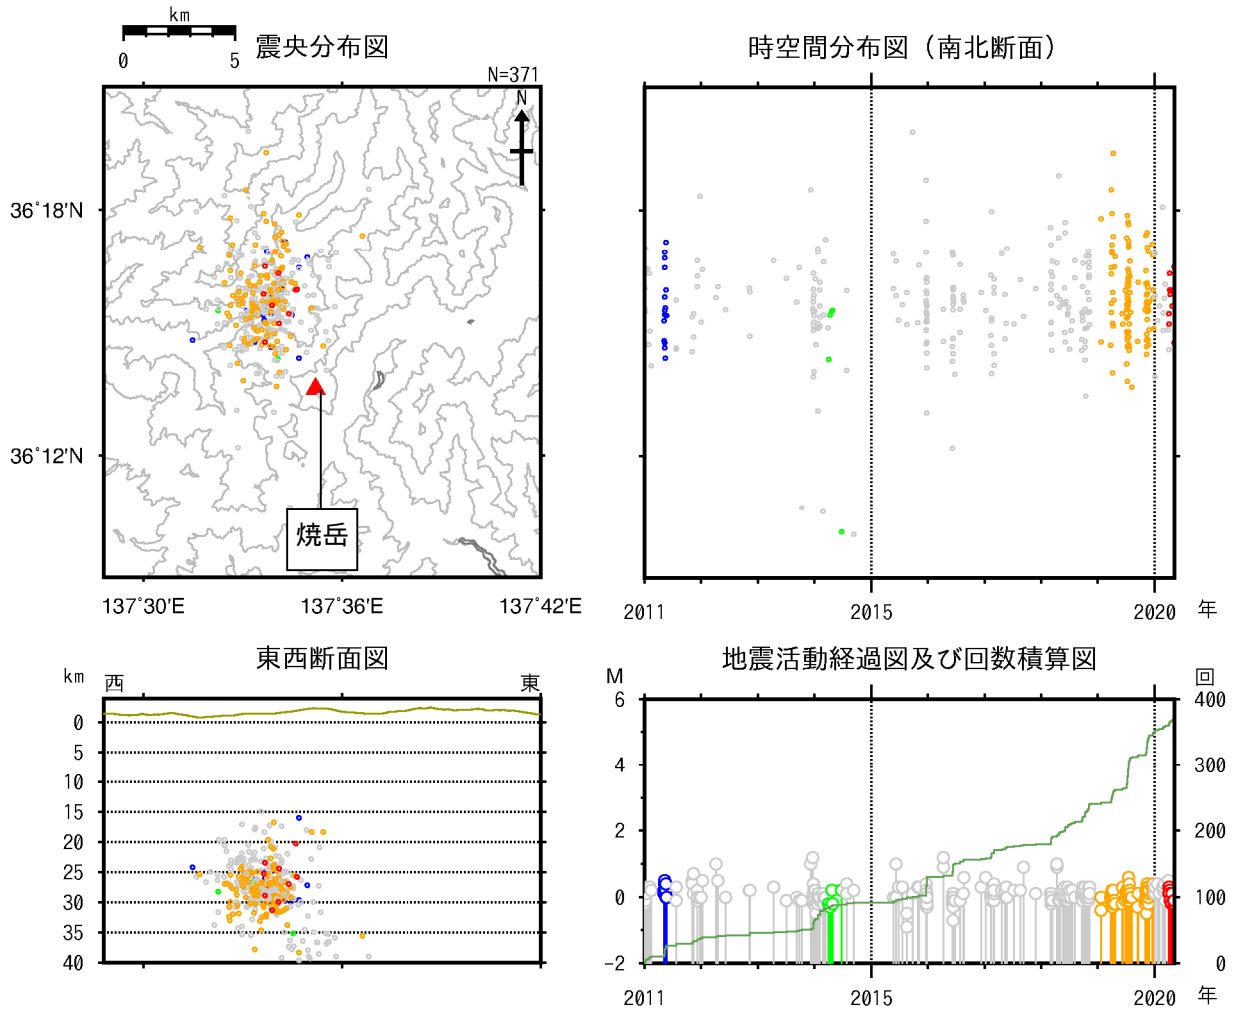 km
0 5
震央分布図
N=371
N
36°18'N
36°12'N
焼岳
137°30'E 137°36'E 137°42'E
時空間分布図（南北断面）
2011 2015 2020 年
東西断面図
km
西 東
0
5
10
15
20
25
30
35
40
地震活動経過図及び回数積算図
M 回
6 400
4 300
2 200
0 100
-2 0
2011 2015 2020 年